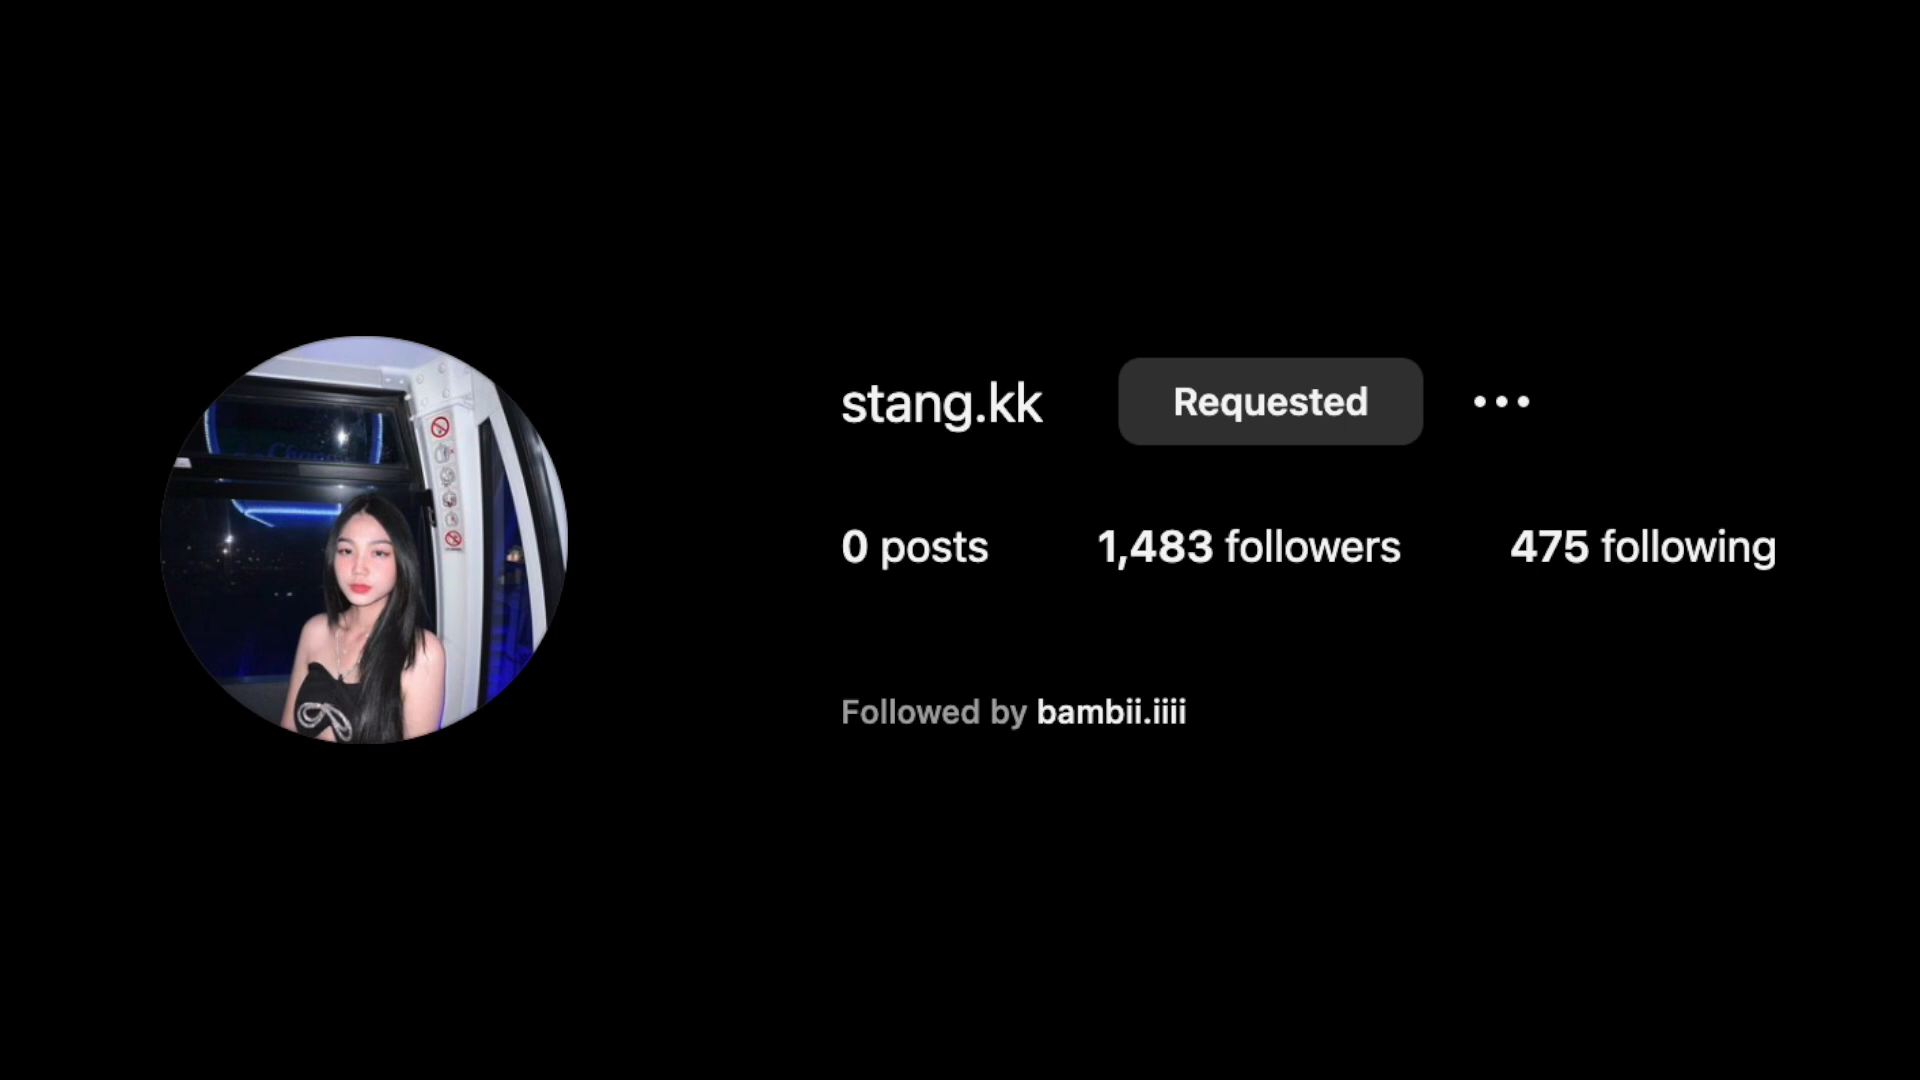 stang.kk Requested
0 posts 1,483 followers 475 following
Followed by bambii.iiii